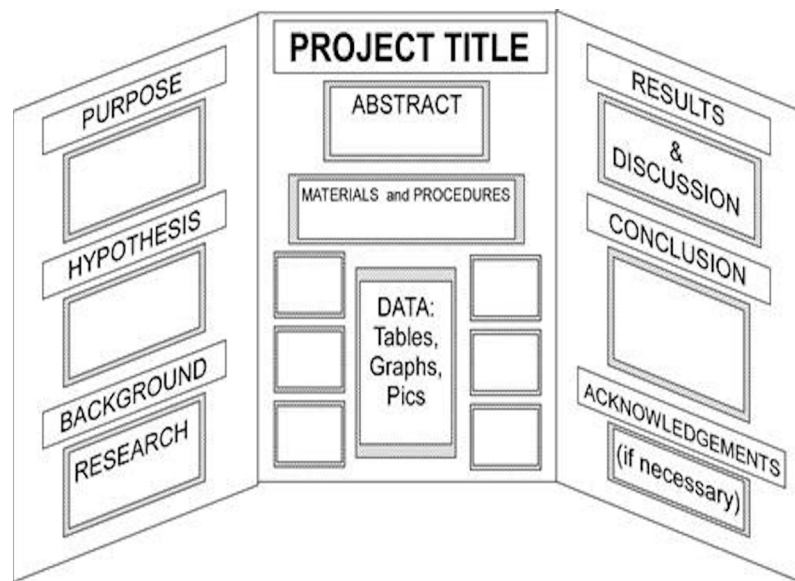 PURPOSE
HYPOTHESIS
BACKGROUND
RESEARCH
PROJECT TITLE
ABSTRACT
MATERIALS and PROCEDURES
DATA:
Tables,
Graphs,
Pics
RESULTS
&
DISCUSSION
CONCLUSION
ACKNOWLEDGEMENTS
(if necessary)